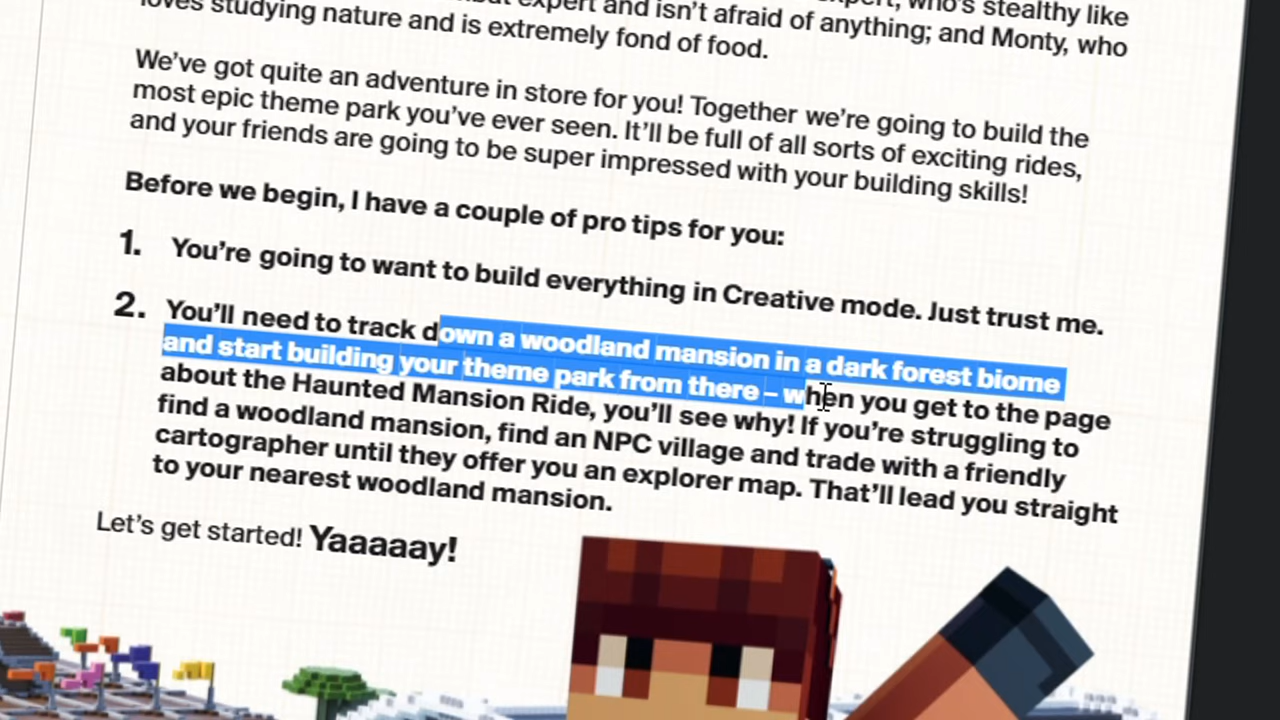 expert and isn't afraid of anything; and Monty, who
who's stealthy like
loves studying nature and is extremely fond of food.
We've got quite an adventure in store for you! Together we're going to build the
most epic theme park you've ever seen. It'll be full of all sorts of exciting rides,
and your friends are going to be super impressed with your building skills!
Before we begin, I have a couple of pro tips for you:
1. You're going to want to build everything in Creative mode. Just trust me.
2. You'll need to track down a woodland mansion in a dark forest biome
and start building your theme park from there – when you get to the page
about the Haunted Mansion Ride, you'll see why! If you're struggling to
find a woodland mansion, find an NPC village and trade with a friendly
cartographer until they offer you an explorer map. That'll lead you straight
to your nearest woodland mansion.
Let's get started! Yaaaaay!